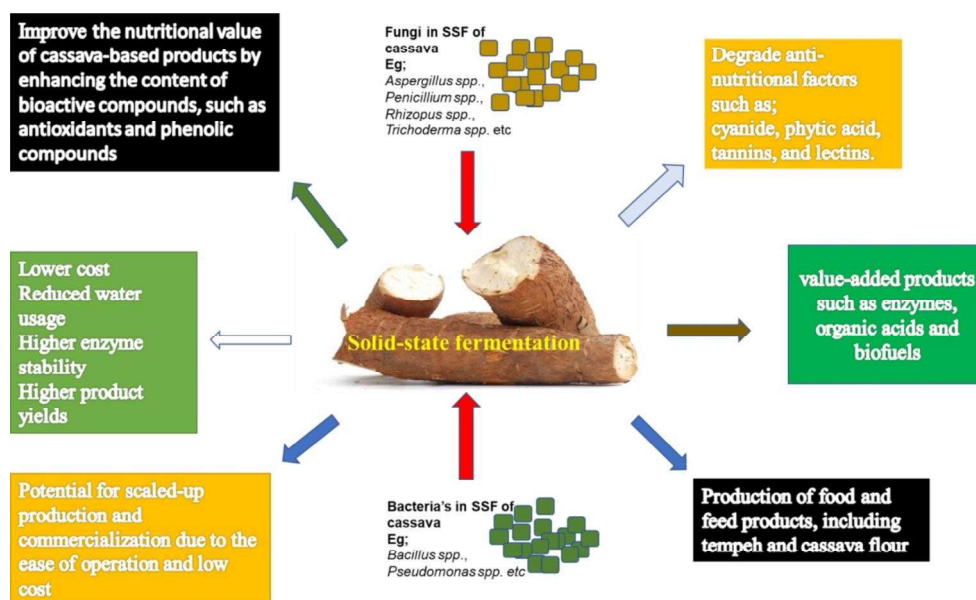 Improve the nutritional value
of cassava-based products by
enhancing the content of
bioactive compounds, such as
antioxidants and phenolic
compounds
Fungi in SSF of
cassava
Eg;
Aspergillus spp.,
Penicillium spp.,
Rhizopus spp.,
Trichoderma spp. etc
Degrade anti-
nutritional factors
such as;
cyanide, phytic acid,
tannins, and lectins.
Lower cost
Reduced water
usage
Higher enzyme
stability
Higher product
yields
Solid-state fermentation
value-added products
such as enzymes,
organic acids and
biofuels
Potential for scaled-up
production and
commercialization due to the
ease of operation and low
cost
Bacteria's in SSF of
cassava
Eg;
Bacillus spp.,
Pseudomonas spp. etc
Production of food and
feed products, including
tempeh and cassava flour